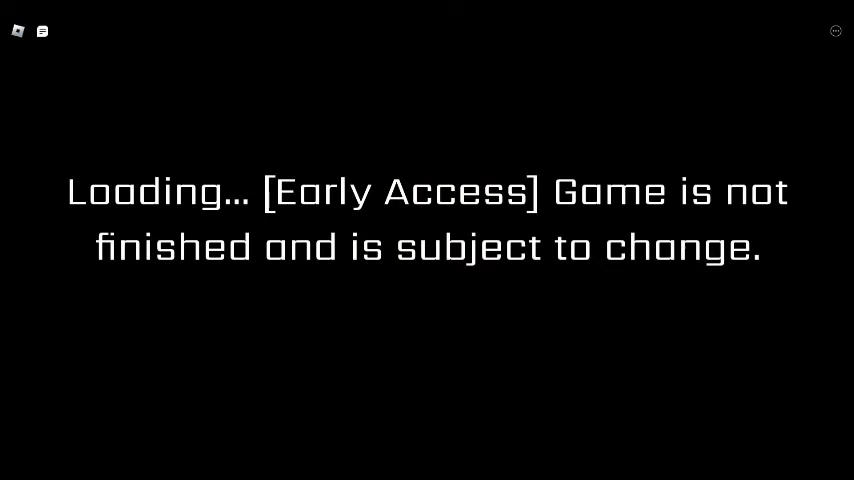 Loading... [Early Access] Game is not
finished and is subject to change.